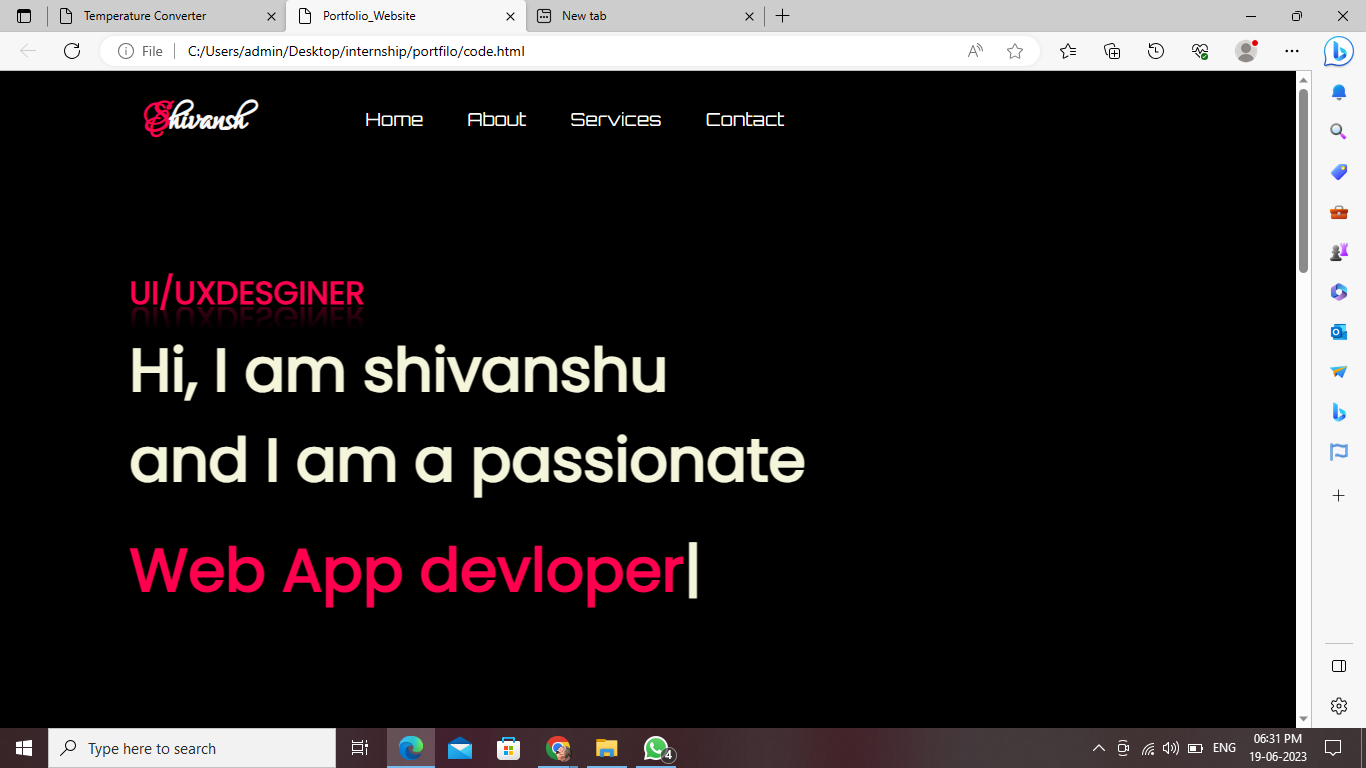 Temperature Converter
Portfolio_Website
New tab
File
C:/Users/admin/Desktop/internship/portfilo/code.html
Shivansh
Home
About
Services
Contact
UI/UXDESGINER
Hi, I am shivanshu
and I am a passionate
Web App devloper|
Type here to search
4
ENG
06:31 PM
19-06-2023